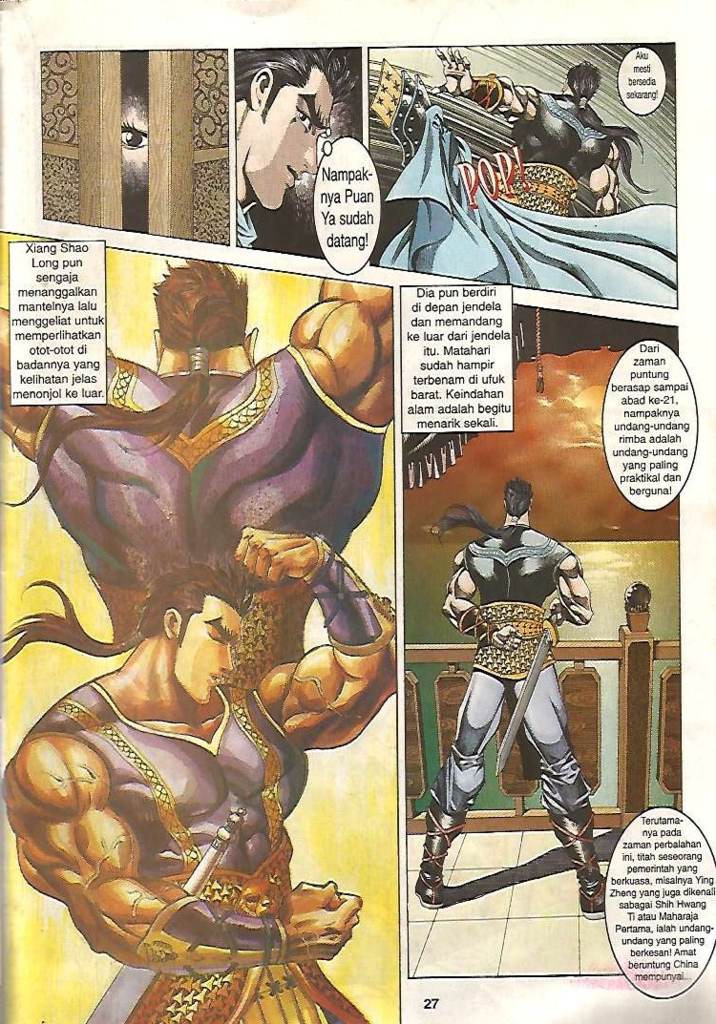 Nampak-
nya Puan
Ya sudah
datang!
POP!
Aku
mesti
bersedia
sekarang!
Xiang Shao
Long pun
sengaja
menanggalkan
mantelnya lalu
menggeliat untuk
memperlihatkan
otot-otot di
badannya yang
kelihatan jelas
menonjol ke luar.
Dia pun berdiri
di depan jendela
dan memandang
ke luar dari jendela
itu. Matahari
sudah hampir
terbenam di ufuk
barat. Keindahan
alam adalah begitu
menarik sekali.
Dari
zaman
puntung
berasap sampai
abad ke-21,
nampaknya
undang-undang
rimba adalah
undang-undang
yang paling
praktikal dan
berguna!
Terutama-
nya pada
zaman perbalahan
ini, titah seseorang
pemerintah yang
berkuasa, misalnya Ying
Zheng yang juga dikenali
sebagai Shih Hwang
Ti atau Maharaja
Pertama, ialah undang-
undang yang paling
berkesan! Amat
beruntung China
mempunyai...
27